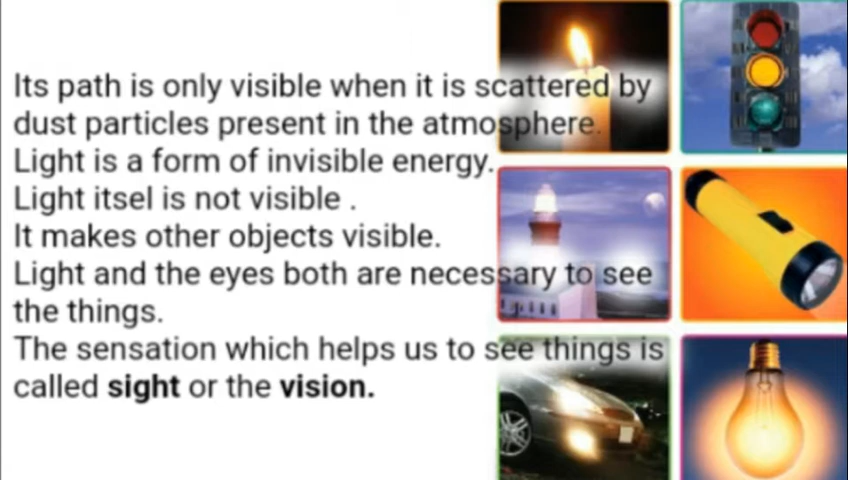 Its path is only visible when it is scattered by
dust particles present in the atmosphere.
Light is a form of invisible energy.
Light itsel is not visible .
It makes other objects visible.
Light and the eyes both are necessary to see
the things.
The sensation which helps us to see things is
called sight or the vision.